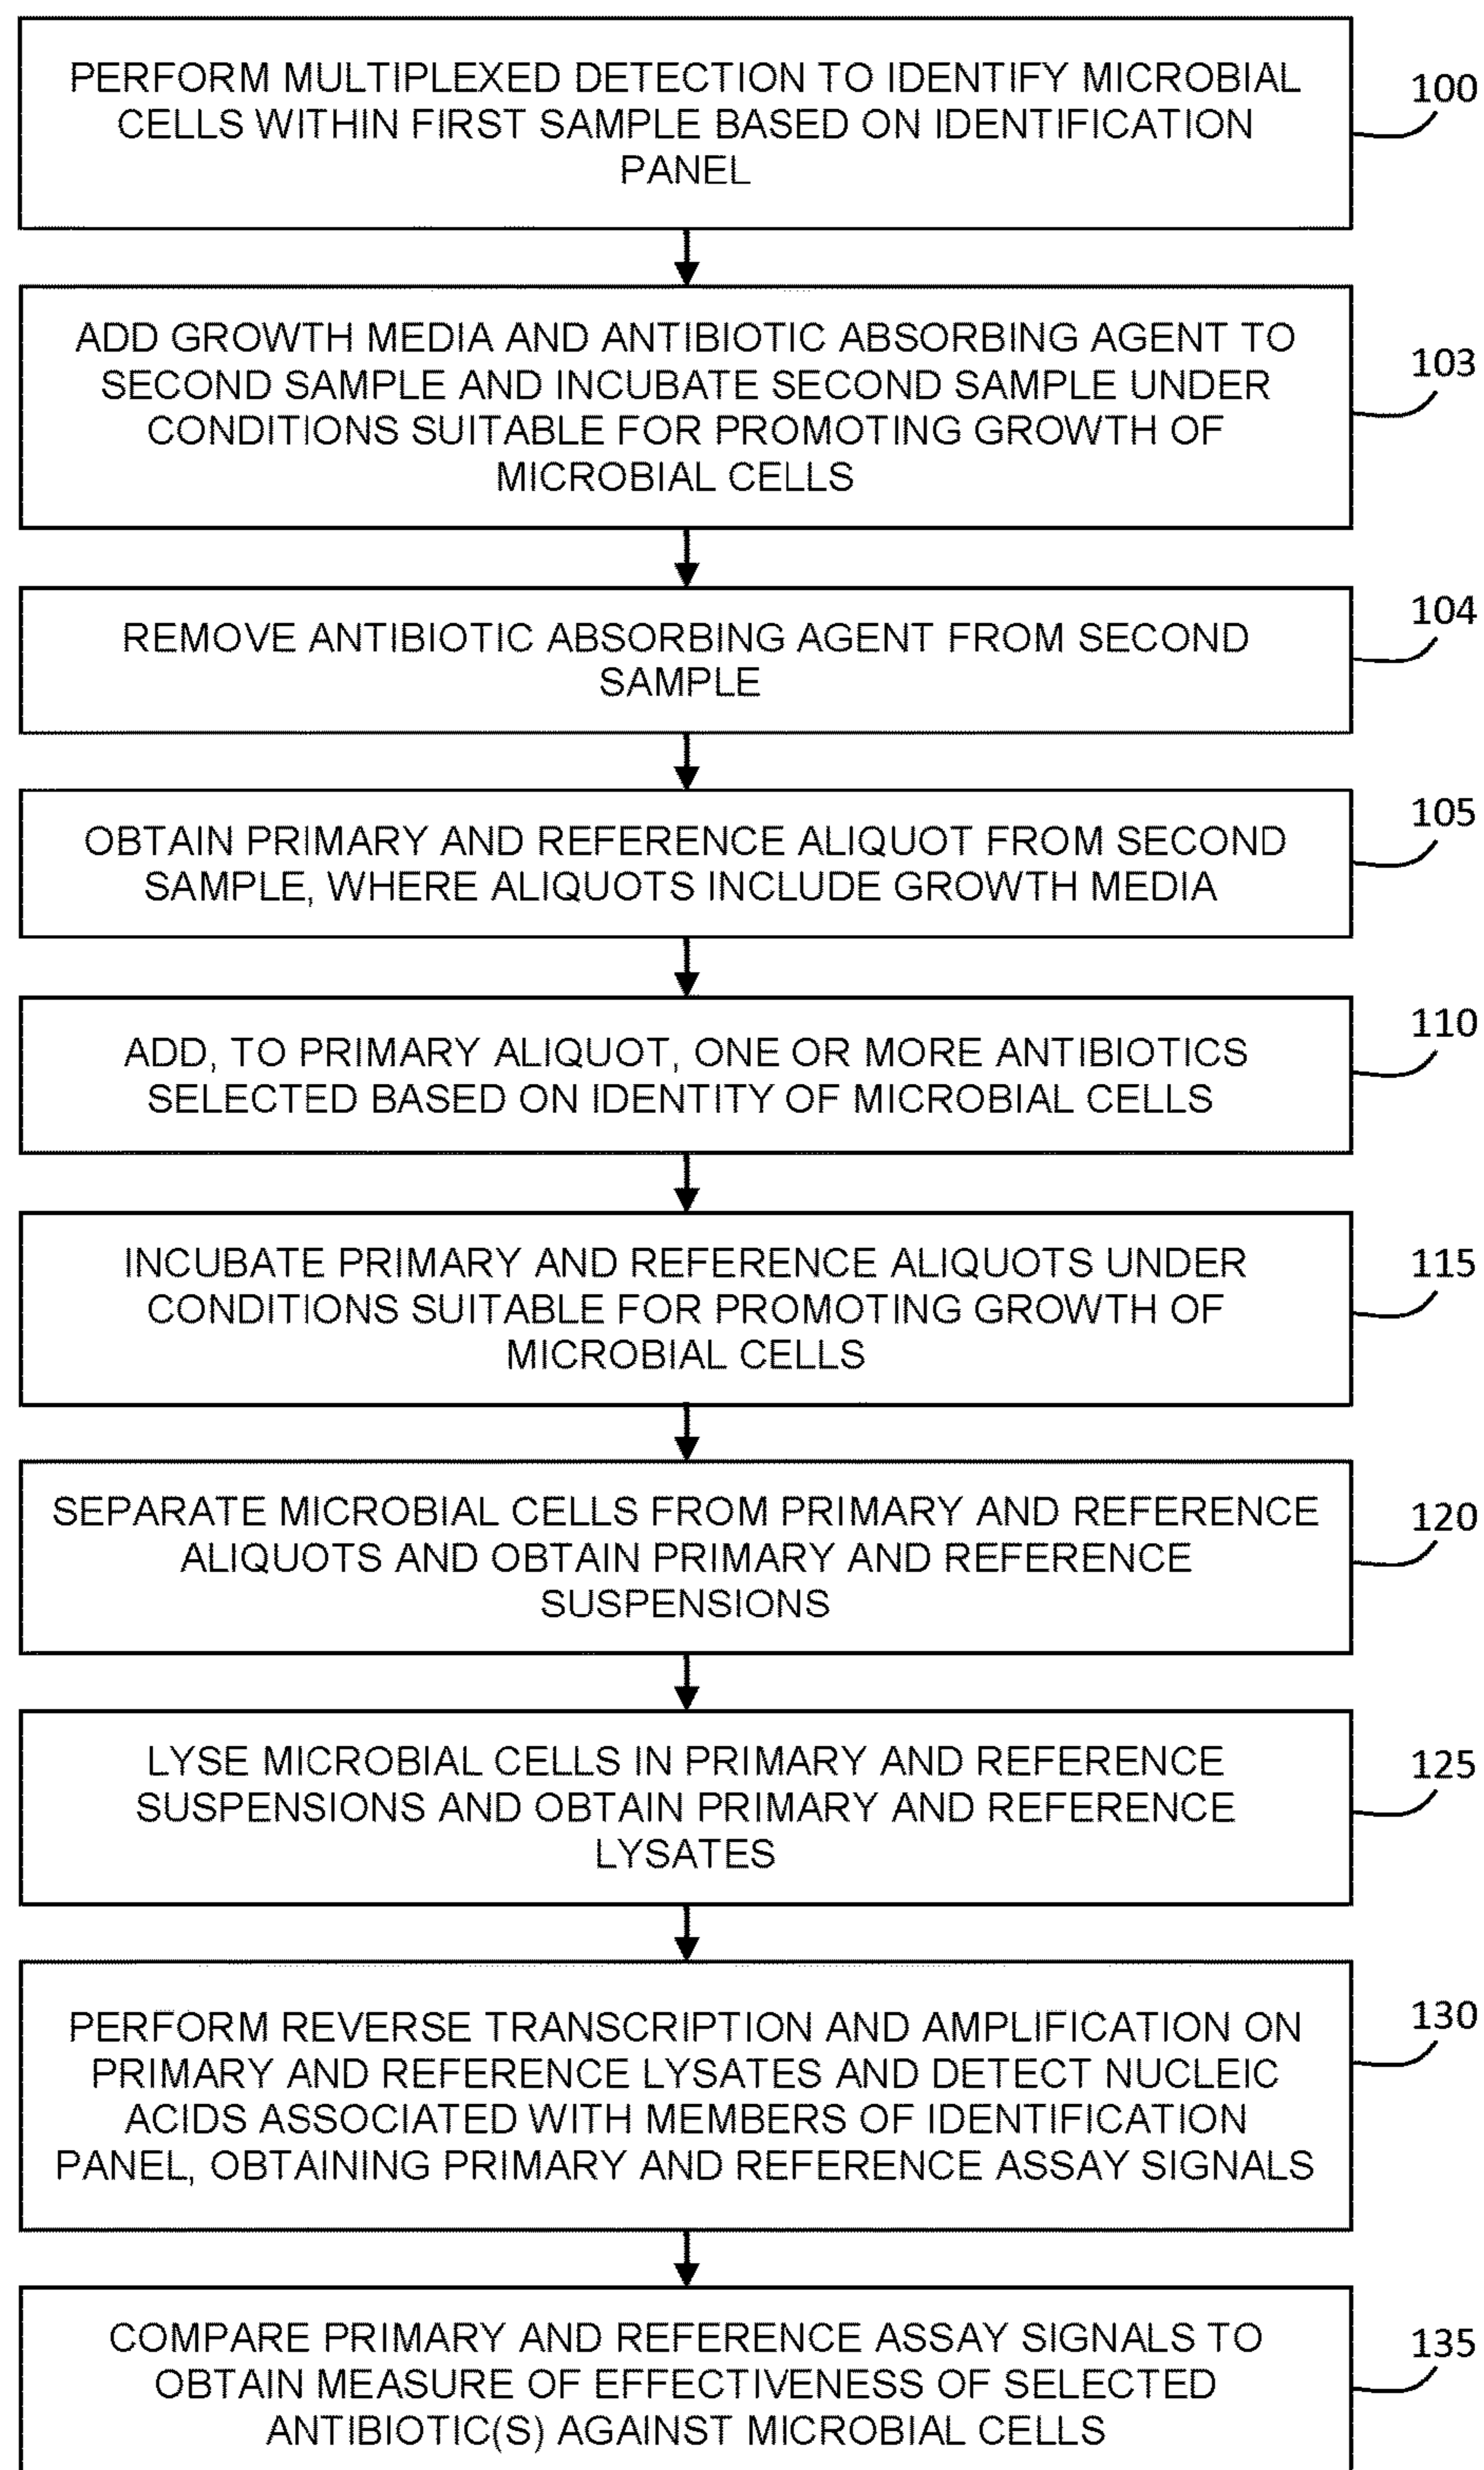 PERFORM MULTIPLEXED DETECTION TO IDENTIFY MICROBIAL
CELLS WITHIN FIRST SAMPLE BASED ON IDENTIFICATION
PANEL
100
ADD GROWTH MEDIA AND ANTIBIOTIC ABSORBING AGENT TO
SECOND SAMPLE AND INCUBATE SECOND SAMPLE UNDER
CONDITIONS SUITABLE FOR PROMOTING GROWTH OF
MICROBIAL CELLS
103
REMOVE ANTIBIOTIC ABSORBING AGENT FROM SECOND
SAMPLE
104
OBTAIN PRIMARY AND REFERENCE ALIQUOT FROM SECOND
SAMPLE, WHERE ALIQUOTS INCLUDE GROWTH MEDIA
105
ADD, TO PRIMARY ALIQUOT, ONE OR MORE ANTIBIOTICS
SELECTED BASED ON IDENTITY OF MICROBIAL CELLS
110
INCUBATE PRIMARY AND REFERENCE ALIQUOTS UNDER
CONDITIONS SUITABLE FOR PROMOTING GROWTH OF
MICROBIAL CELLS
115
SEPARATE MICROBIAL CELLS FROM PRIMARY AND REFERENCE
ALIQUOTS AND OBTAIN PRIMARY AND REFERENCE
SUSPENSIONS
120
LYSE MICROBIAL CELLS IN PRIMARY AND REFERENCE
SUSPENSIONS AND OBTAIN PRIMARY AND REFERENCE
LYSATES
125
PERFORM REVERSE TRANSCRIPTION AND AMPLIFICATION ON
PRIMARY AND REFERENCE LYSATES AND DETECT NUCLEIC
ACIDS ASSOCIATED WITH MEMBERS OF IDENTIFICATION
PANEL, OBTAINING PRIMARY AND REFERENCE ASSAY SIGNALS
130
COMPARE PRIMARY AND REFERENCE ASSAY SIGNALS TO
OBTAIN MEASURE OF EFFECTIVENESS OF SELECTED
ANTIBIOTIC(S) AGAINST MICROBIAL CELLS
135